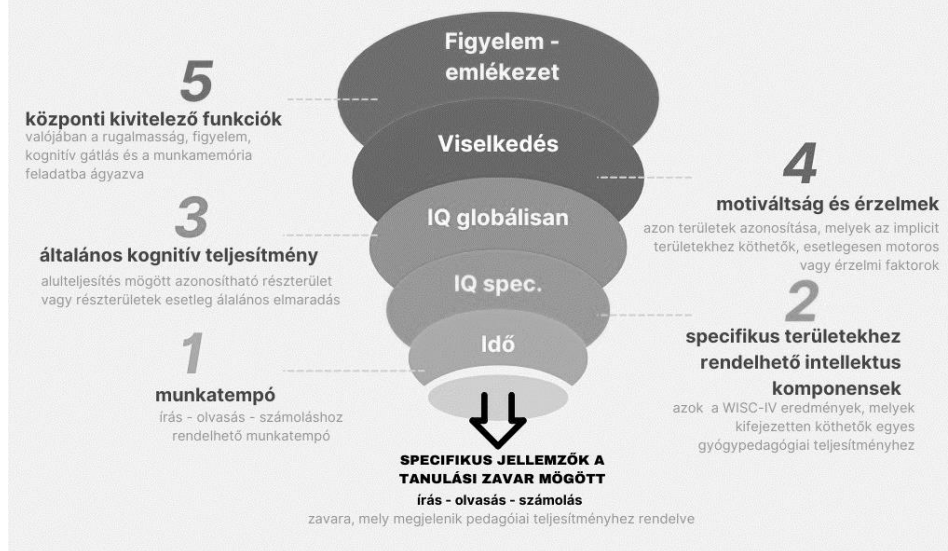 Figyelem -
emlékezet
Viselkedés
IQ globálisan
IQ spec.
Idő
5
központi kivitelező funkciók
valójában a rugalmasság, figyelem,
kognitív gátlás és a munkamemória
feladatba ágyazva
4
motiváltság és érzelmek
azon területek azonosítása, melyek az implicit
területekhez köthetők, esetlegesen motoros
vagy érzelmi faktorok
3
általános kognitív teljesítmény
alulteljesítés mögött azonosítható részterület
vagy részterületek esetleg álalános elmaradás
2
specifikus területekhez
rendelhető intellektus
komponensek
azok a WISC-IV eredmények, melyek
kifejezetten köthetők egyes
gyógypedagógiai teljesítményhez
1
munkatempó
írás - olvasás - számoláshoz
rendelhető munkatempó
SPECIFIKUS JELLEMZŐK A
TANULÁSI ZAVAR MÖGÖTT
írás - olvasás - számolás
zavara, mely megjelenik pedagóiai teljesítményhez rendelve